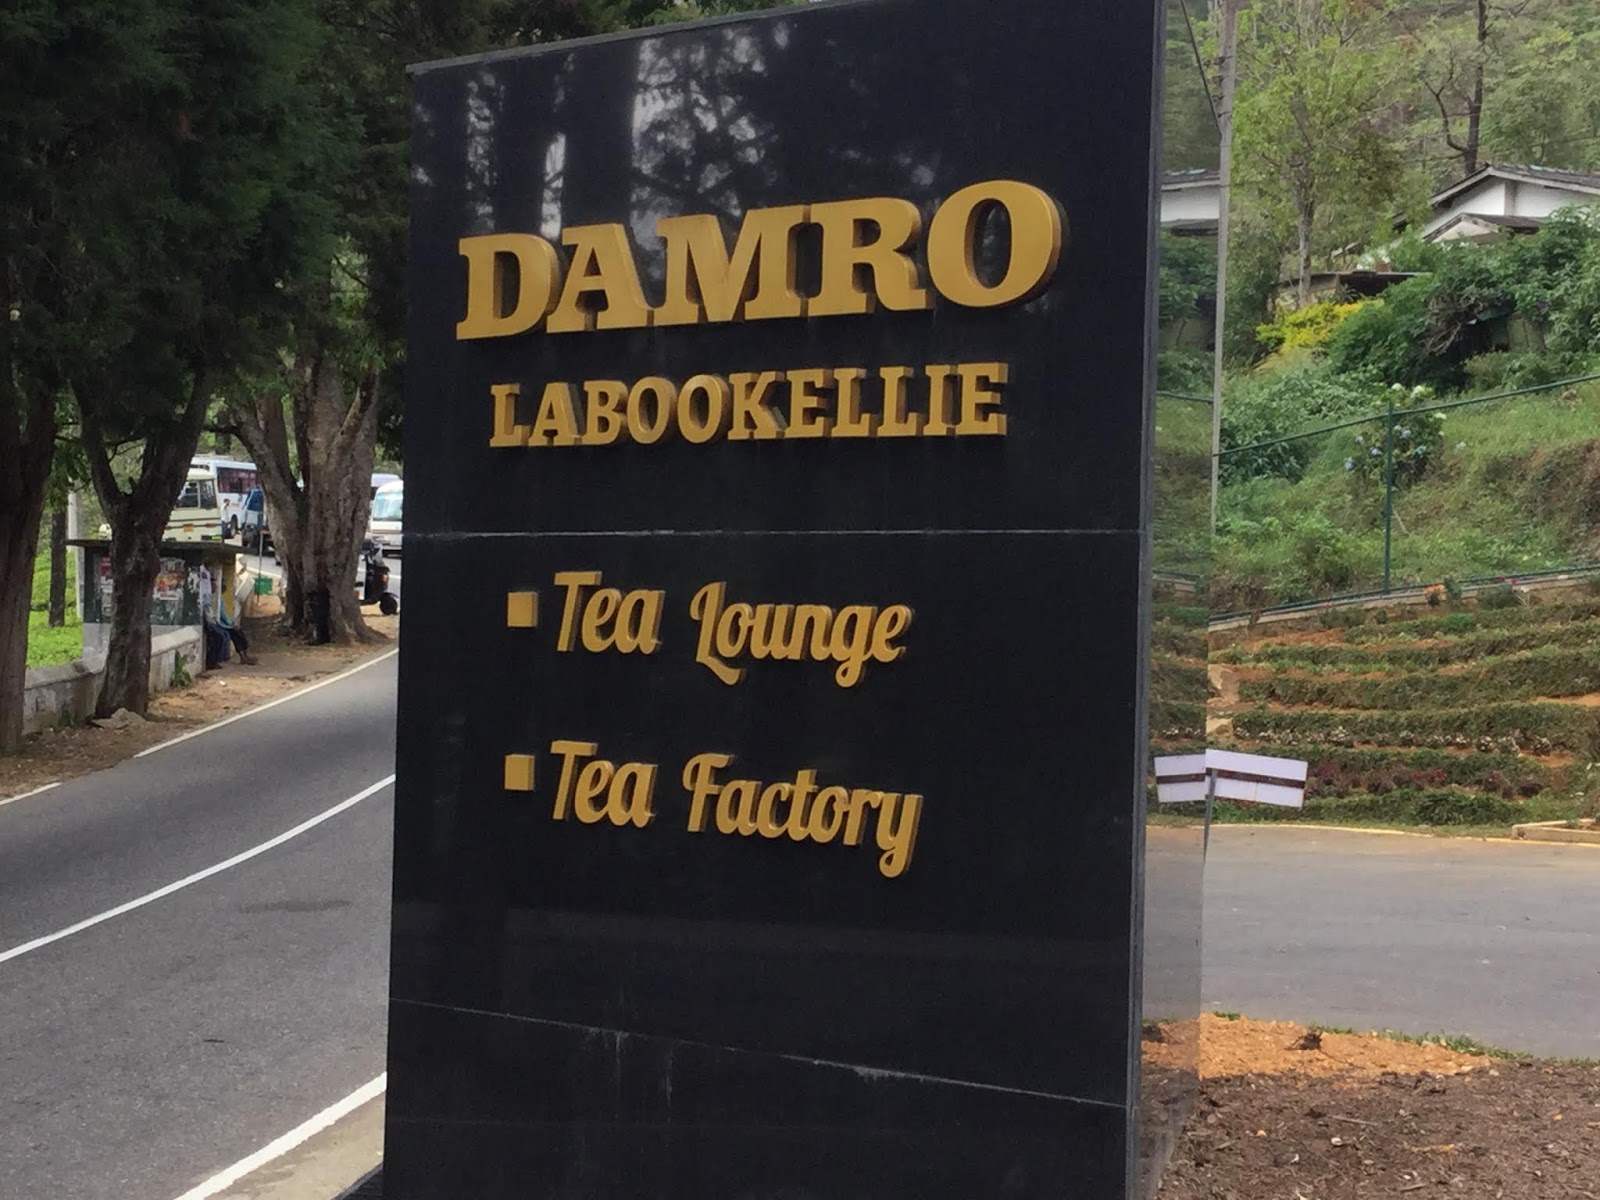 DAMRO
LABOOKELLIE
Tea Lounge
Tea Factory